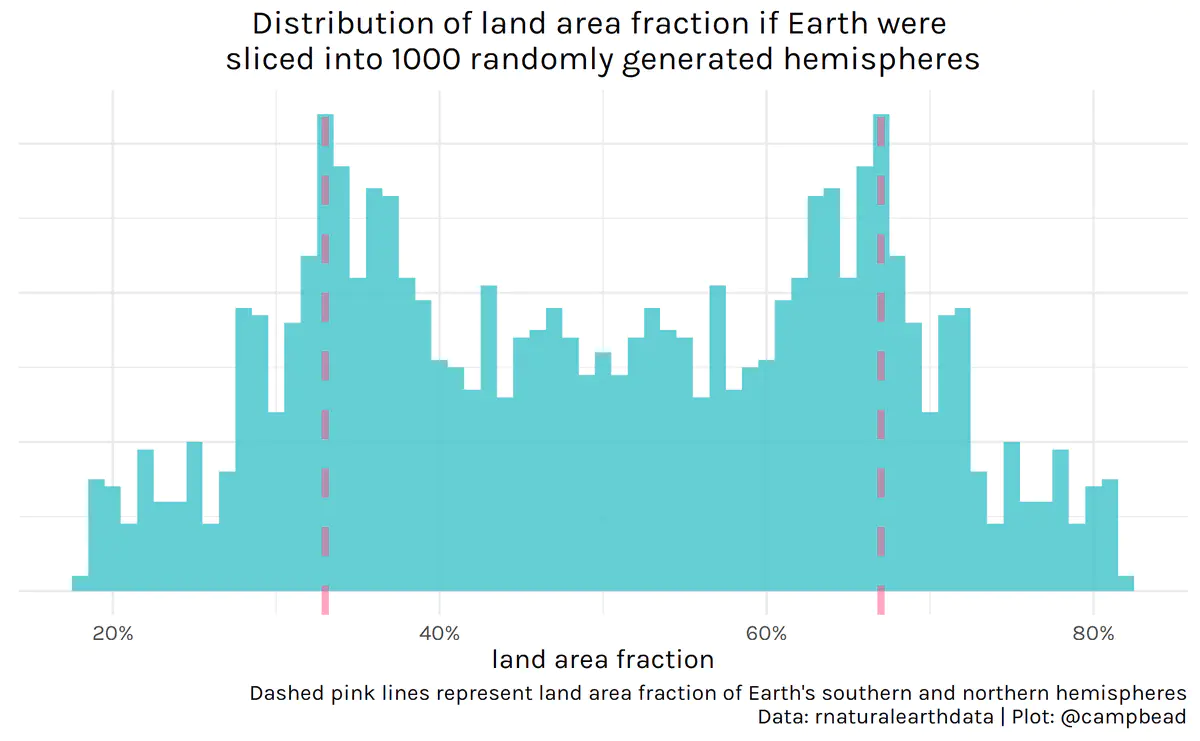 Distribution of land area fraction if Earth were
sliced into 1000 randomly generated hemispheres
20%
40%
60%
80%
land area fraction
Dashed pink lines represent land area fraction of Earth's southern and northern hemispheres
Data: rnaturalearthdata | Plot: @campbead